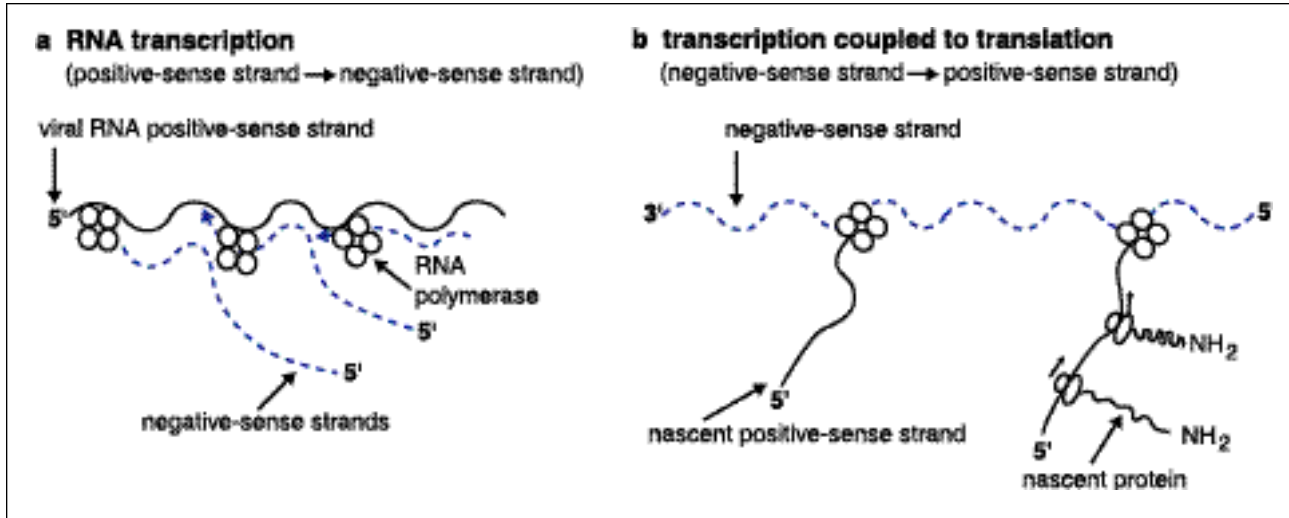 a RNA transcription
(positive-sense strand → negative-sense strand)
viral RNA positive-sense strand
5'
RNA
polymerase
5'
5'
negative-sense strands
b transcription coupled to translation
(negative-sense strand → positive-sense strand)
negative-sense strand
3'
5
NH2
5'
nascent positive-sense strand
NH2
5'
nascent protein